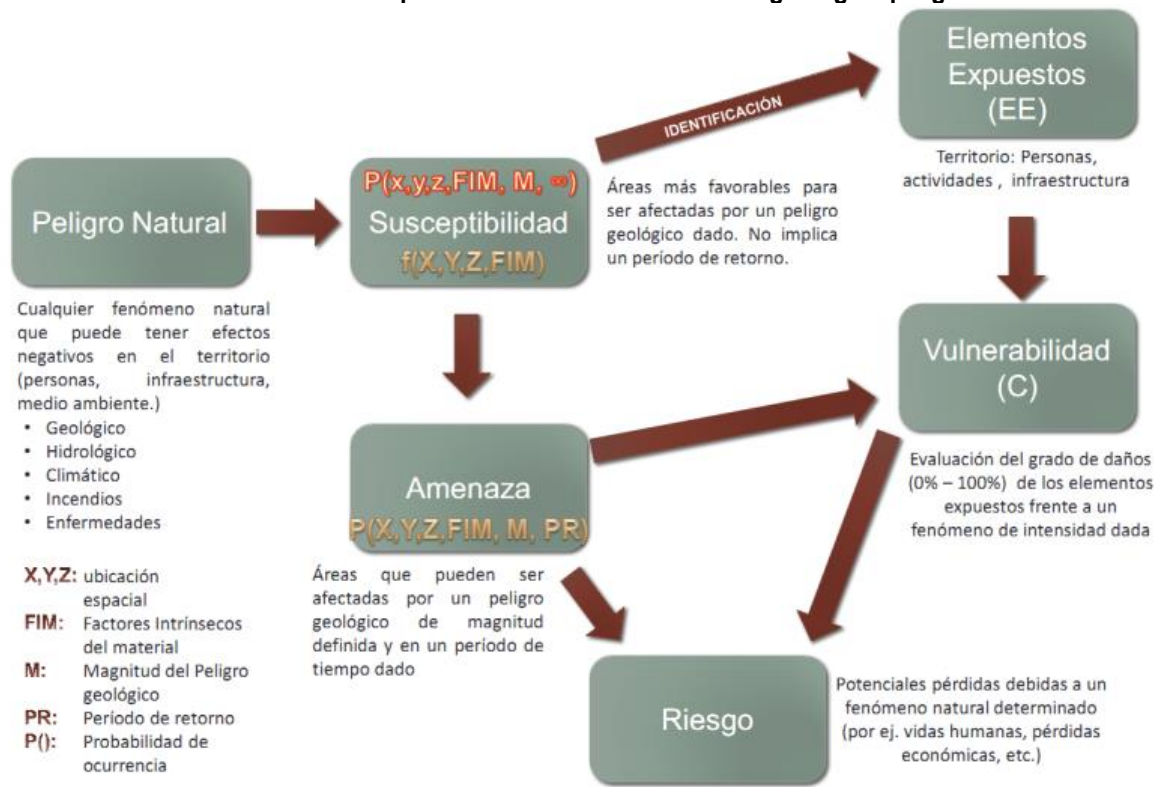 Elementos
Expuestos
(EE)
IDENTIFICACIÓN
Territorio: Personas,
actividades , infraestructura
Peligro Natural
P(x,y,z,FIM, M, ∞)
Susceptibilidad
f(X,Y,Z,FIM)
Áreas más favorables para
ser afectadas por un peligro
geológico dado. No implica
un período de retorno.
Cualquier fenómeno natural
que puede tener efectos
negativos en el territorio
(personas, infraestructura,
medio ambiente.)
• Geológico
• Hidrológico
• Climático
• Incendios
• Enfermedades
Vulnerabilidad
(C)
Evaluación del grado de daños
(0% – 100%) de los elementos
expuestos frente a un
fenómeno de intensidad dada
Amenaza
P(X,Y,Z,FIM, M, PR)
Áreas que pueden ser
afectadas por un peligro
geológico de magnitud
definida y en un período de
tiempo dado
X,Y,Z: ubicación
espacial
FIM: Factores Intrínsecos
del material
M: Magnitud del Peligro
geológico
PR: Período de retorno
P(): Probabilidad de
ocurrencia
Riesgo
Potenciales pérdidas debidas a un
fenómeno natural determinado
(por ej. vidas humanas, pérdidas
económicas, etc.)